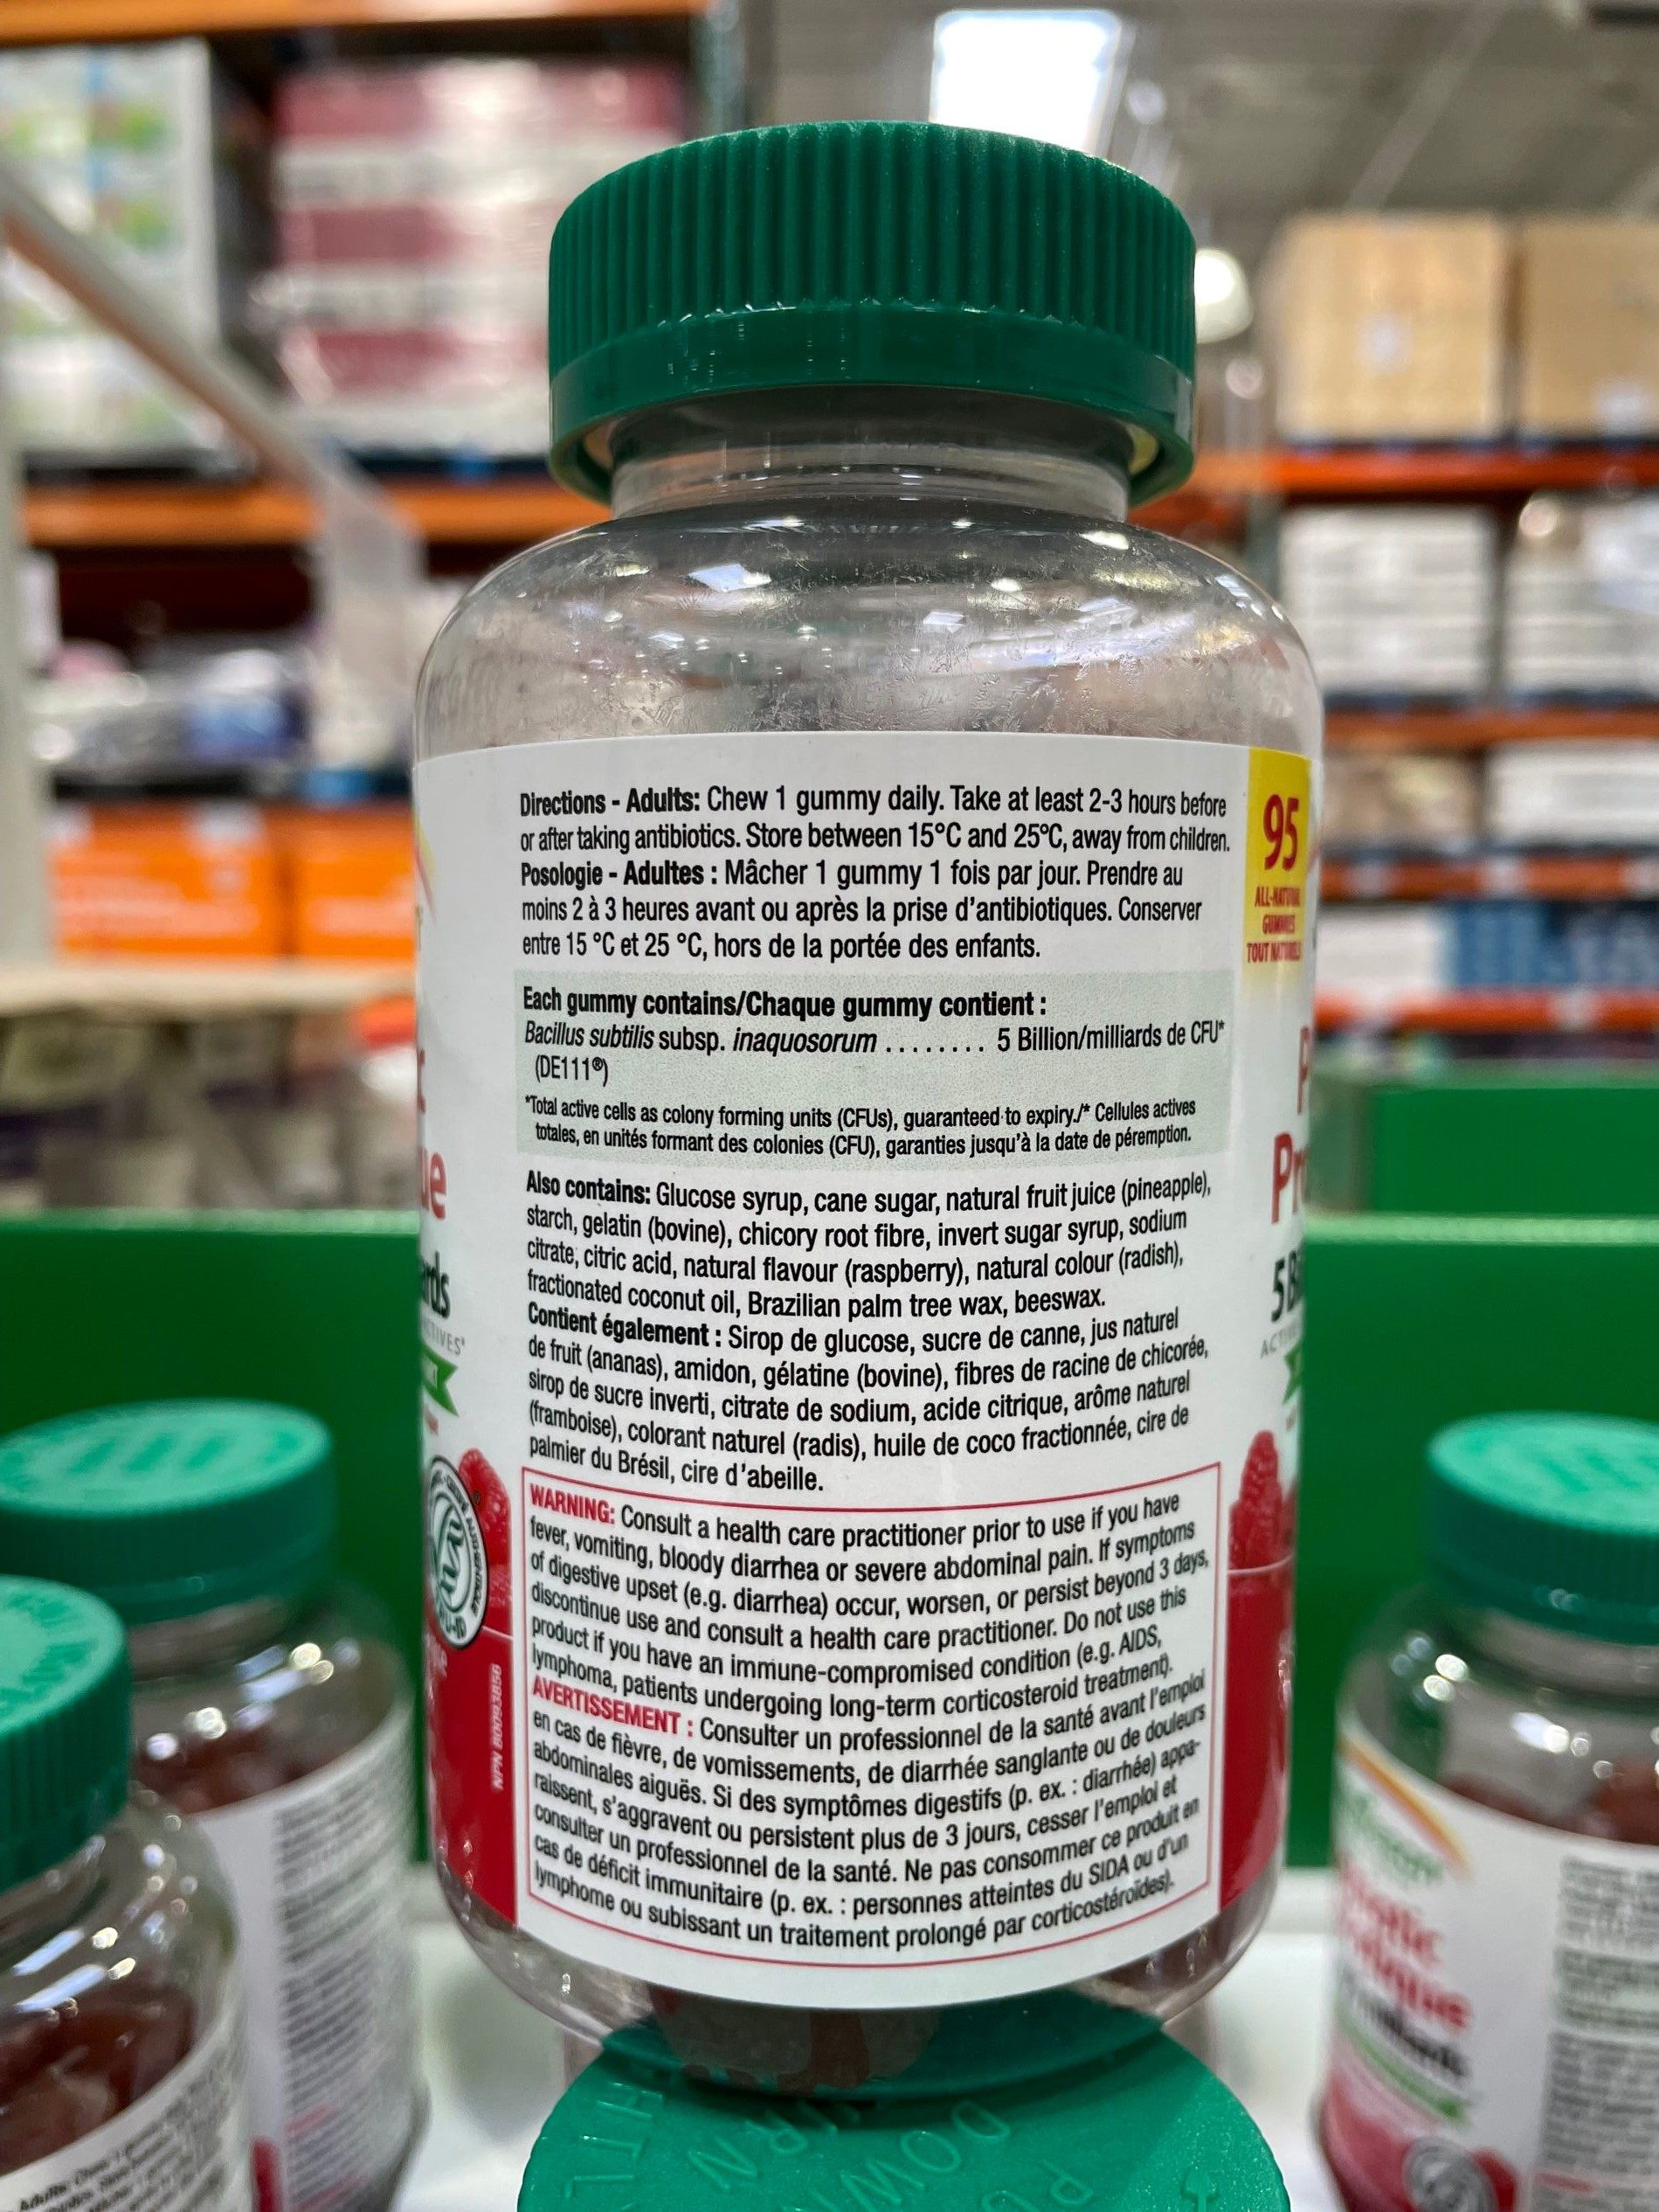 Directions - Adults: Chew 1 gummy daily. Take at least 2-3 hours before
or after taking antibiotics. Store between 15°C and 25°C, away from children.
Posologie - Adultes : Mâcher 1 gummy 1 fois par jour. Prendre au
moins 2 à 3 heures avant ou après la prise d'antibiotiques. Conserver
entre 15 °C et 25 °C, hors de la portée des enfants.
Each gummy contains/Chaque gummy contient :
Bacillus subtilis subsp. inaquosorum ........ 5 Billion/milliards de CFU*
(DE111®)
*Total active cells as colony forming units (CFUs), guaranteed to expiry./* Cellules actives
totales, en unités formant des colonies (CFU), garanties jusqu'à la date de péremption.
Also contains: Glucose syrup, cane sugar, natural fruit juice (pineapple),
starch, gelatin (bovine), chicory root fibre, invert sugar syrup, sodium
citrate, citric acid, natural flavour (raspberry), natural colour (radish),
fractionated coconut oil, Brazilian palm tree wax, beeswax.
Contient également : Sirop de glucose, sucre de canne, jus naturel
de fruit (ananas), amidon, gélatine (bovine), fibres de racine de chicorée,
sirop de sucre inverti, citrate de sodium, acide citrique, arôme naturel
(framboise), colorant naturel (radis), huile de coco fractionnée, cire de
palmier du Brésil, cire d'abeille.
WARNING: Consult a health care practitioner prior to use if you have
fever, vomiting, bloody diarrhea or severe abdominal pain. If symptoms
of digestive upset (e.g. diarrhea) occur, worsen, or persist beyond 3 days,
discontinue use and consult a health care practitioner. Do not use this
product if you have an immune-compromised condition (e.g. AIDS,
lymphoma, patients undergoing long-term corticosteroid treatment).
AVERTISSEMENT : Consulter un professionnel de la santé avant l'emploi
en cas de fièvre, de vomissements, de diarrhée sanglante ou de douleurs
abdominales aiguës. Si des symptômes digestifs (p. ex. : diarrhée) appa-
raissent, s'aggravent ou persistent plus de 3 jours, cesser l'emploi et
consulter un professionnel de la santé. Ne pas consommer ce produit en
cas de déficit immunitaire (p. ex. : personnes atteintes du SIDA ou d'un
lymphome ou subissant un traitement prolongé par corticostéroïdes).
95
ALL-NATURAL
GUMMIES
TOUT NATURELS
NPN 80093856
DOWN